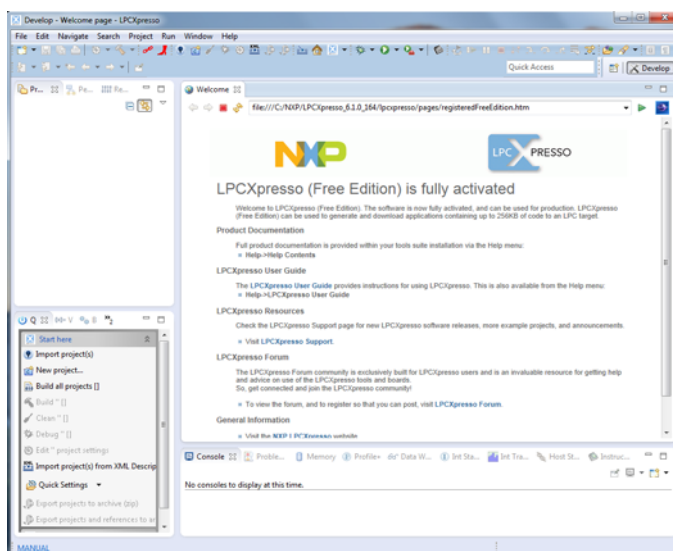 Develop - Welcome page - LPCXpresso
File Edit Navigate Search Project Run Window Help
Quick Access
Develop
Pr...
Pe...
Re...
Welcome
file:///C:/NXP/LPCXpresso_6.1.0_164/lpcxpresso/pages/registeredFreeEdition.htm
NXP
LPC XPRESSO
LPCXpresso (Free Edition) is fully activated
Welcome to LPCXpresso (Free Edition). The software is now fully activated, and can be used for production. LPCXpresso
(Free Edition) can be used to generate and download applications containing up to 256KB of code to an LPC target.
Product Documentation
Full product documentation is provided within your tools suite installation via the Help menu:
Help->Help Contents
LPCXpresso User Guide
The LPCXpresso User Guide provides instructions for using LPCXpresso. This is also available from the Help menu:
Help->LPCXpresso User Guide
LPCXpresso Resources
Check the LPCXpresso Support page for new LPCXpresso software releases, more example projects, and announcements.
Visit LPCXpresso Support.
LPCXpresso Forum
The LPCXpresso Forum community is exclusively built for LPCXpresso users and is an invaluable resource for getting help
and advice on use of the LPCXpresso tools and boards.
So, get connected and join the LPCXpresso community!
To view the forum, and to register so that you can post, visit LPCXpresso Forum.
General Information
Visit the NXP LPCXpresso website
Q
V
B
Start here
Import project(s)
New project...
Build all projects []
Build '' []
Clean '' []
Debug '' []
Edit '' project settings
Import project(s) from XML Descrip
Quick Settings
Export projects to archive (zip)
Export projects and references to ar
Console
Proble...
Memory
Profile+
Data W...
Int Sta...
Int Tra...
Host St...
Instruc...
No consoles to display at this time.
MANUAL